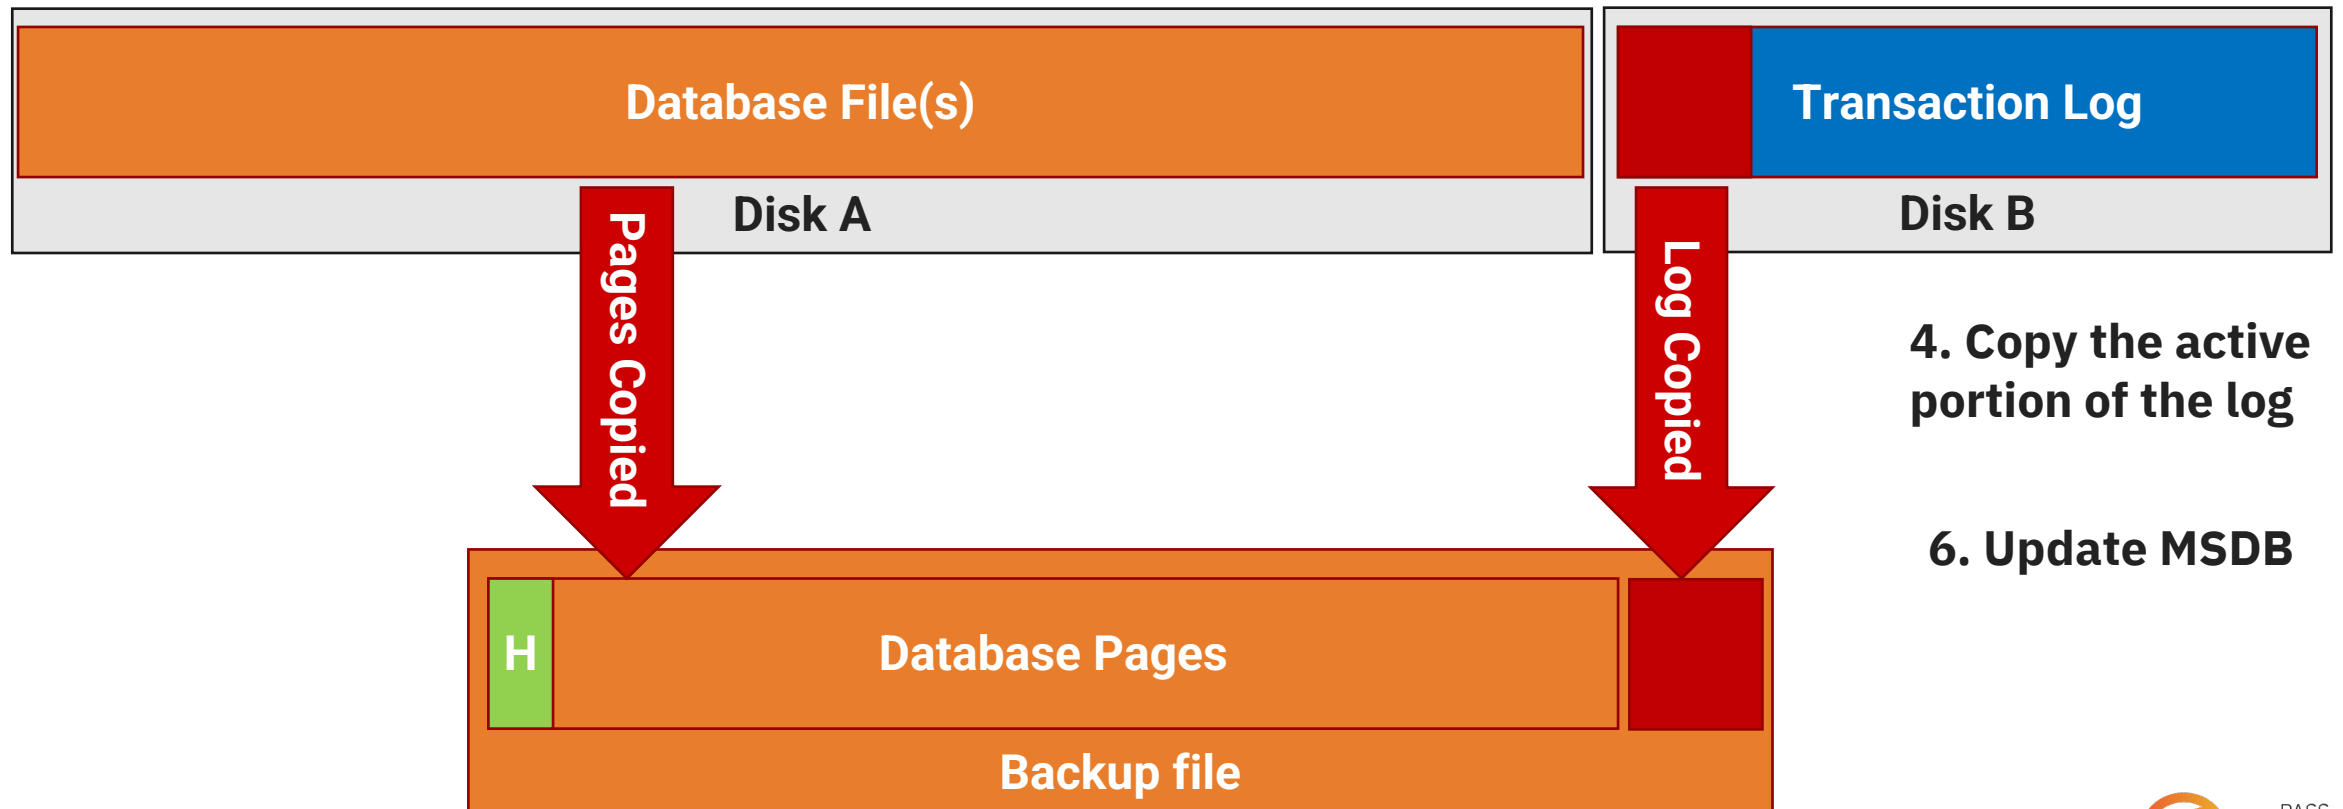 Database File(s)
Transaction Log
Disk A
Disk B
Pages Copied
Log Copied
4. Copy the active
portion of the log
6. Update MSDB
H
Database Pages
Backup file